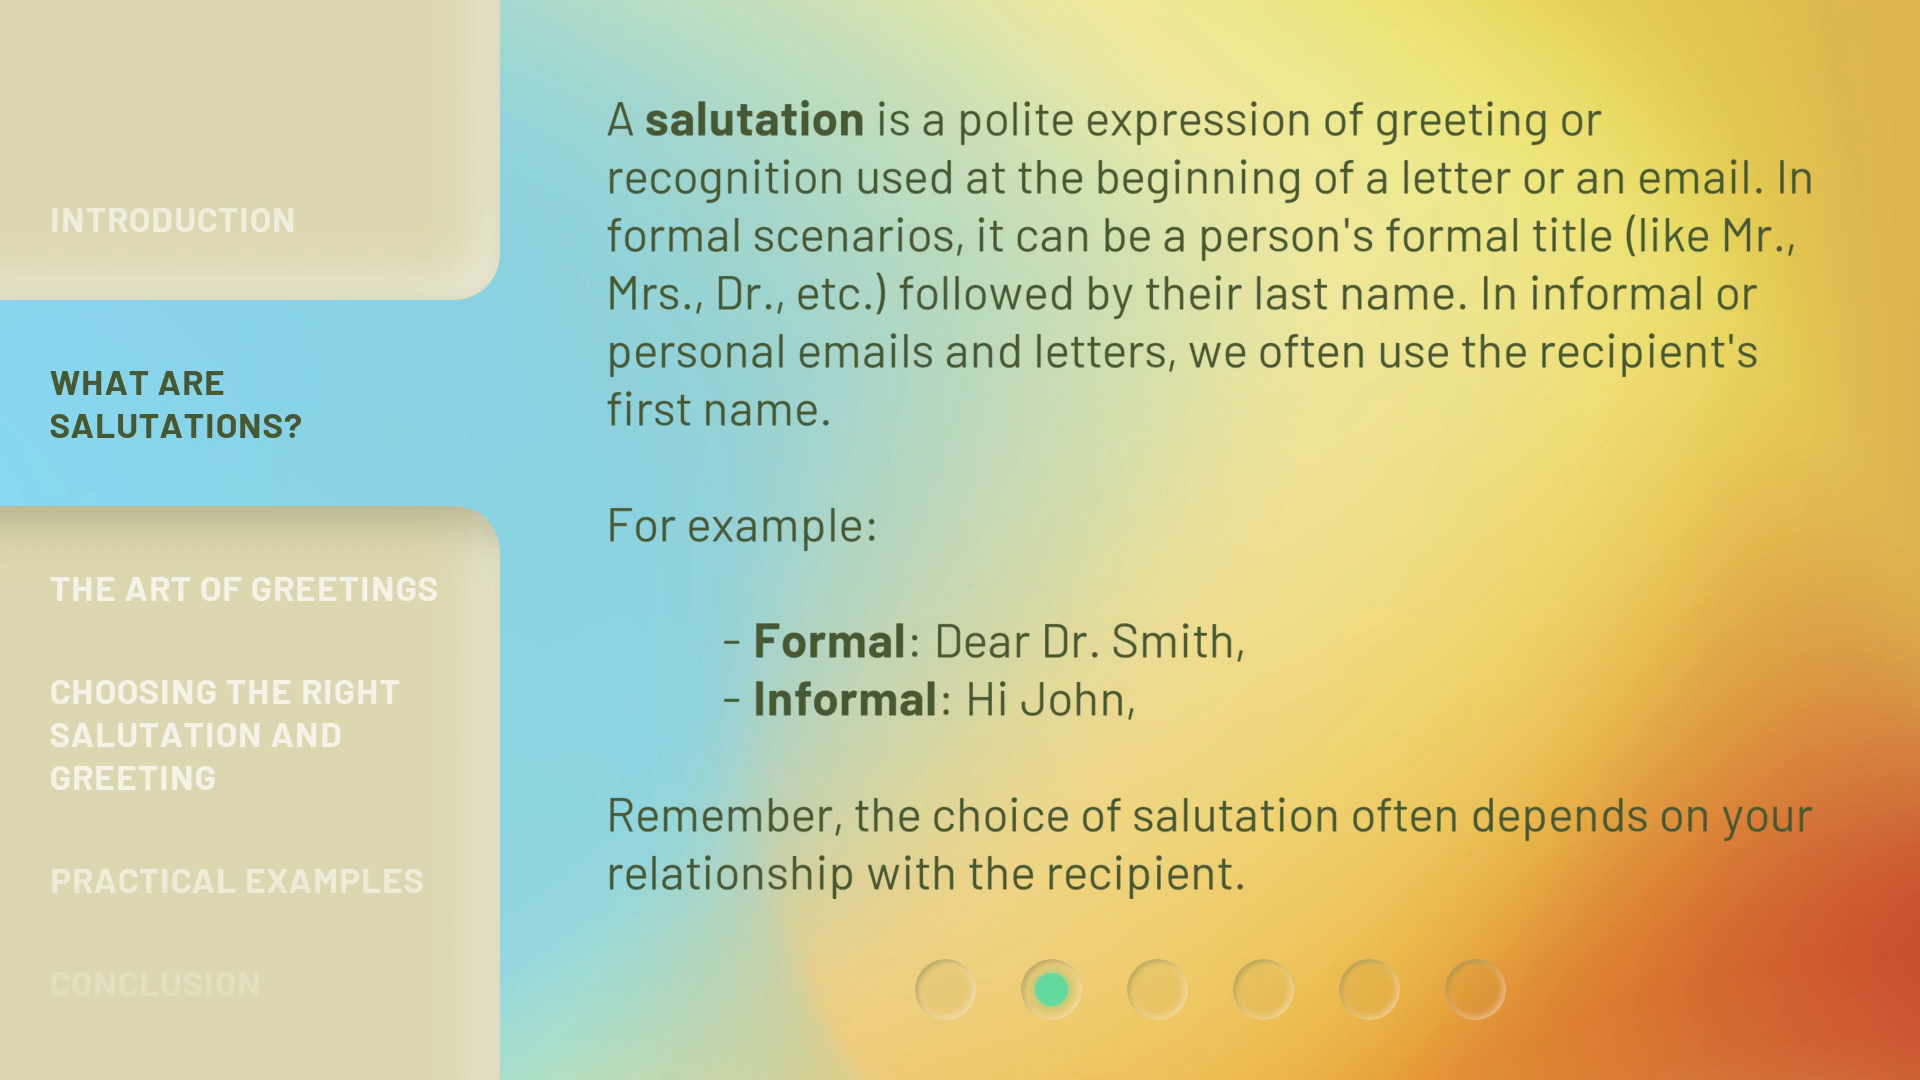 INTRODUCTION
WHAT ARE
SALUTATIONS?
THE ART OF GREETINGS
CHOOSING THE RIGHT
SALUTATION AND
GREETING
PRACTICAL EXAMPLES
CONCLUSION
A salutation is a polite expression of greeting or
recognition used at the beginning of a letter or an email. In
formal scenarios, it can be a person's formal title (like Mr.,
Mrs., Dr., etc.) followed by their last name. In informal or
personal emails and letters, we often use the recipient's
first name.
For example:
- Formal: Dear Dr. Smith,
- Informal: Hi John,
Remember, the choice of salutation often depends on your
relationship with the recipient.